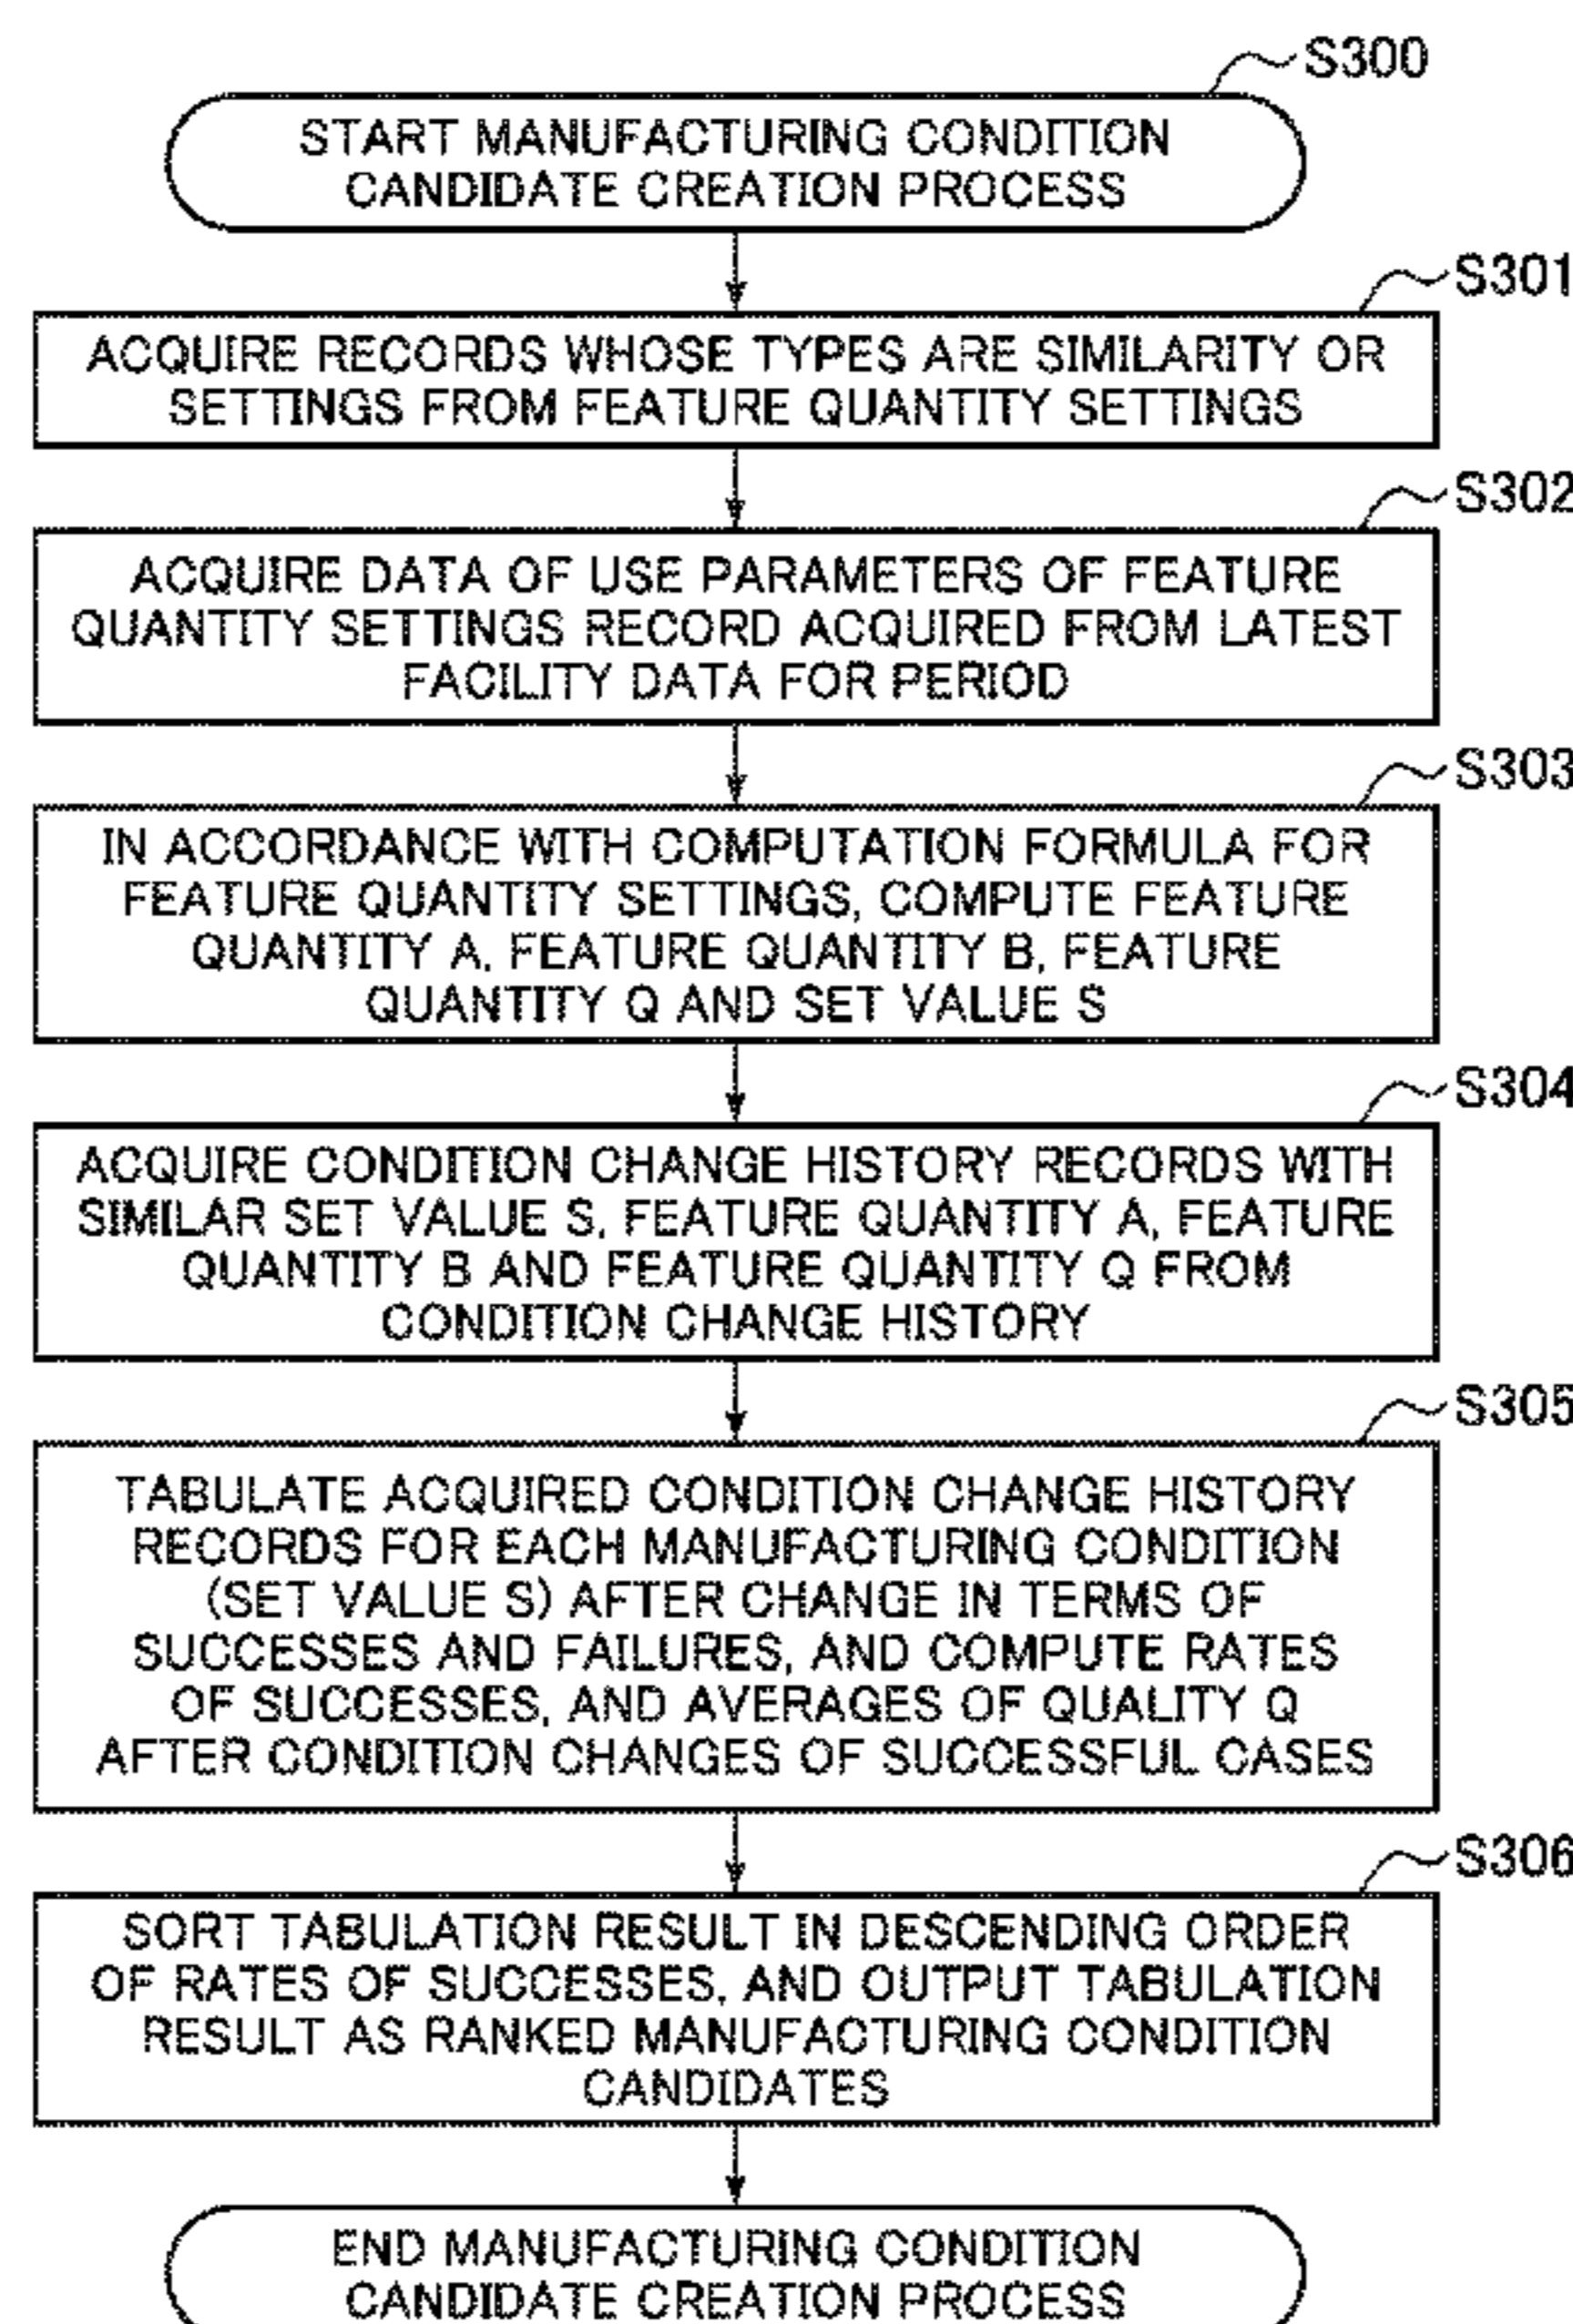 S300
START MANUFACTURING CONDITION
CANDIDATE CREATION PROCESS
S301
ACQUIRE RECORDS WHOSE TYPES ARE SIMILARITY OR
SETTINGS FROM FEATURE QUANTITY SETTINGS
S302
ACQUIRE DATA OF USE PARAMETERS OF FEATURE
QUANTITY SETTINGS RECORD ACQUIRED FROM LATEST
FACILITY DATA FOR PERIOD
S303
IN ACCORDANCE WITH COMPUTATION FORMULA FOR
FEATURE QUANTITY SETTINGS, COMPUTE FEATURE
QUANTITY A, FEATURE QUANTITY B, FEATURE
QUANTITY Q AND SET VALUE S
S304
ACQUIRE CONDITION CHANGE HISTORY RECORDS WITH
SIMILAR SET VALUE S, FEATURE QUANTITY A, FEATURE
QUANTITY B AND FEATURE QUANTITY Q FROM
CONDITION CHANGE HISTORY
S305
TABULATE ACQUIRED CONDITION CHANGE HISTORY
RECORDS FOR EACH MANUFACTURING CONDITION
(SET VALUE S) AFTER CHANGE IN TERMS OF
SUCCESSES AND FAILURES, AND COMPUTE RATES
OF SUCCESSES, AND AVERAGES OF QUALITY Q
AFTER CONDITION CHANGES OF SUCCESSFUL CASES
S306
SORT TABULATION RESULT IN DESCENDING ORDER
OF RATES OF SUCCESSES, AND OUTPUT TABULATION
RESULT AS RANKED MANUFACTURING CONDITION
CANDIDATES
END MANUFACTURING CONDITION
CANDIDATE CREATION PROCESS